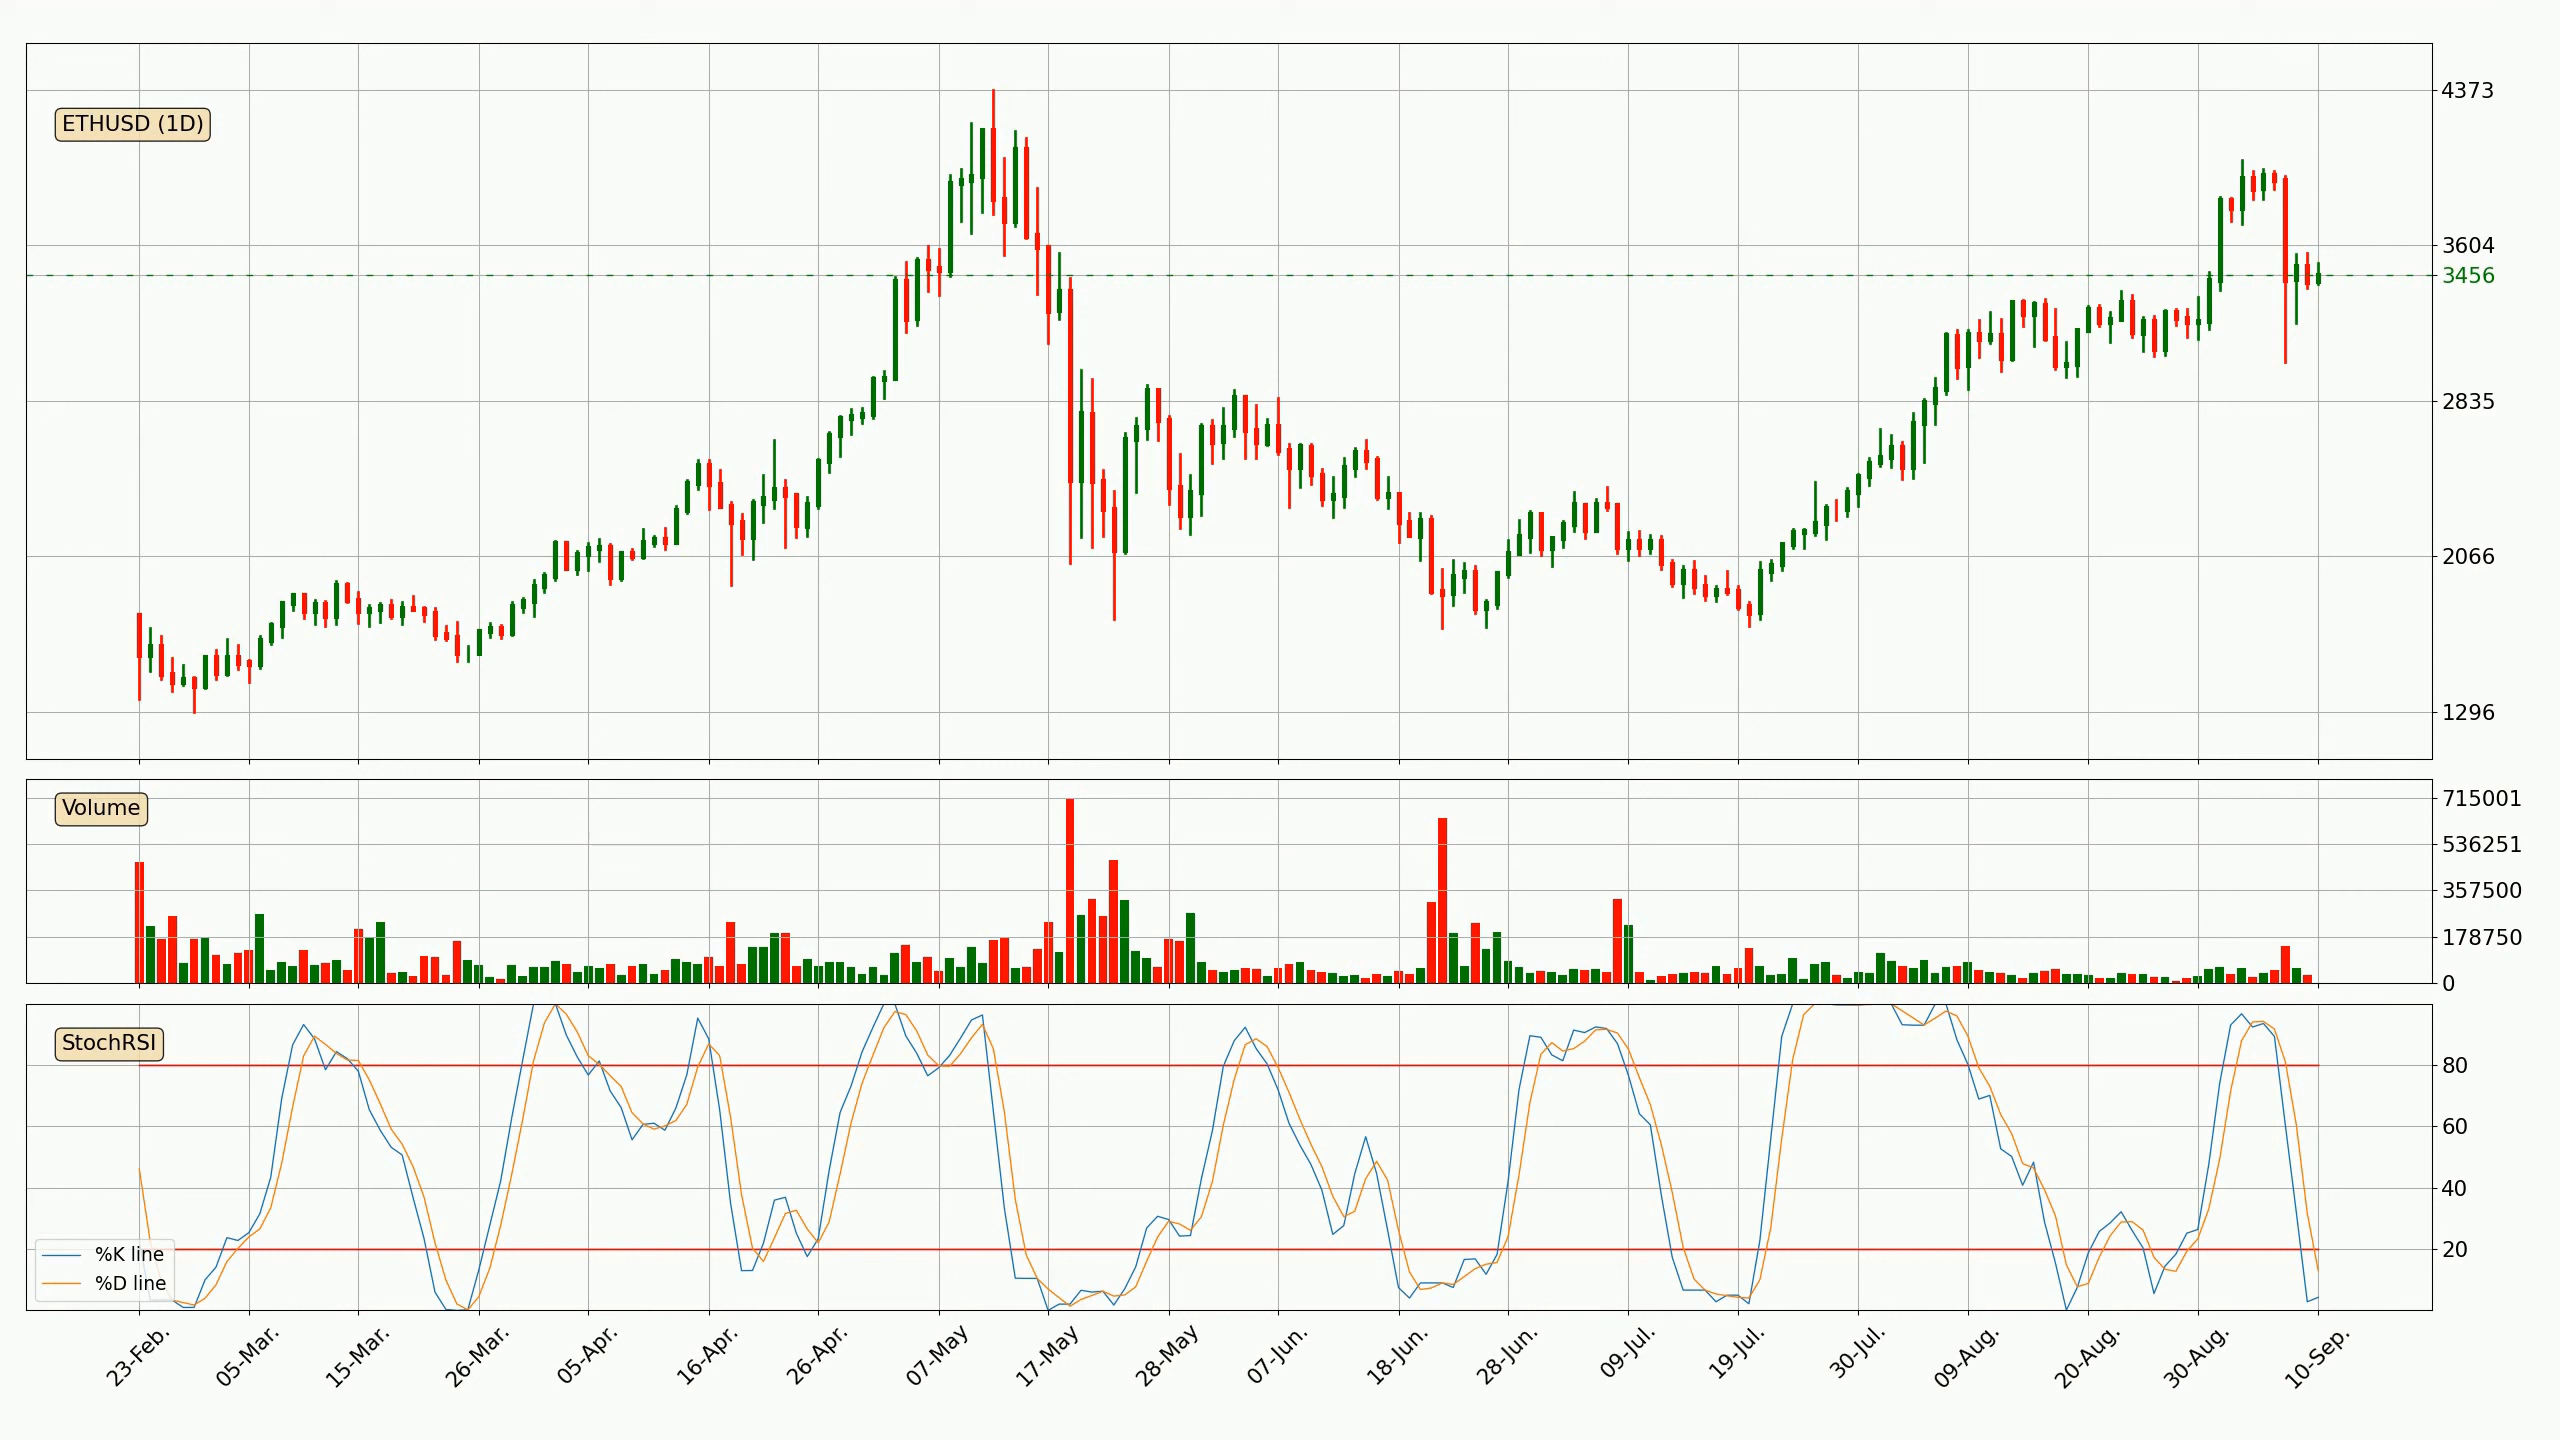 ETHUSD (1D)
4373
3604
3456
2835
2066
1296
Volume
715001
536251
357500
178750
0
StochRSI
80
60
40
20
%K line
%D line
23-Feb.
05-Mar.
15-Mar.
26-Mar.
05-Apr.
16-Apr.
26-Apr.
07-May
17-May
28-May
07-Jun.
18-Jun.
28-Jun.
09-Jul.
19-Jul.
30-Jul.
09-Aug.
20-Aug.
30-Aug.
10-Sep.